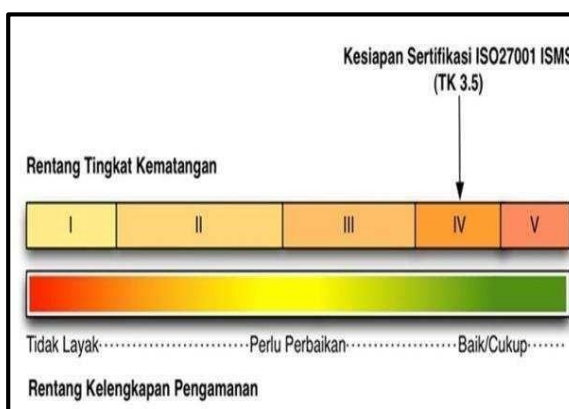 Kesiapan Sertifikasi ISO27001 ISMS
(TK 3.5)
Rentang Tingkat Kematangan
I II III IV V
Tidak Layak Perlu Perbaikan Baik/Cukup
Rentang Kelengkapan Pengamanan